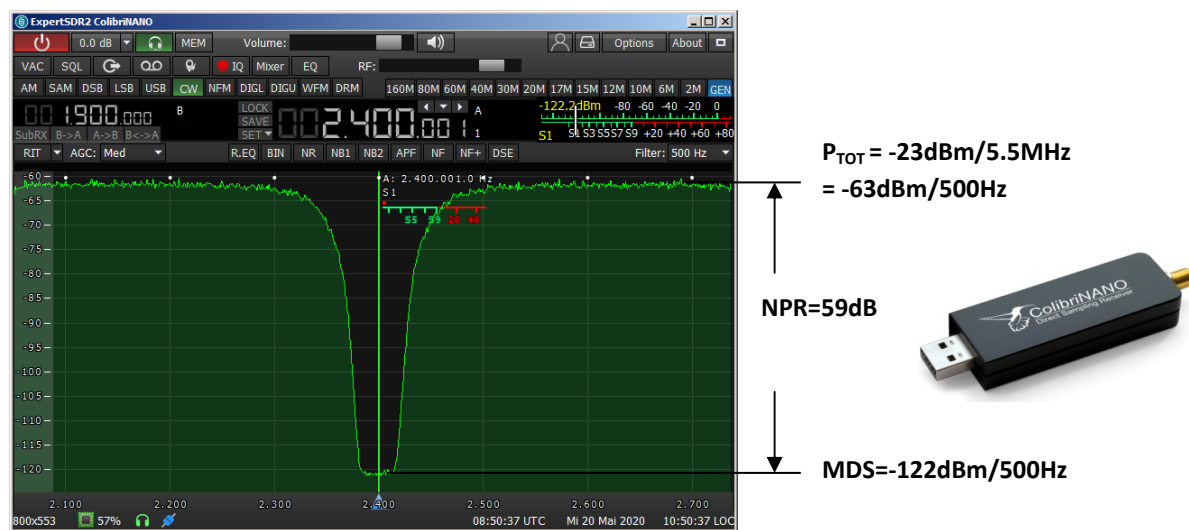 ExpertSDR2 ColibriNANO
0.0 dB MEM Volume: Options About
VAC SQL IQ Mixer EQ RF:
AM SAM DSB LSB USB CW NFM DIGL DIGU WFM DRM 160M 80M 60M 40M 30M 20M 17M 15M 12M 10M 6M 2M GEN
001.900.000 B LOCK SAVE SET 0002.400.001 A 1
-122.2dBm -80 -60 -40 -20 0
S1 S1 S3 S5 S7 S9 +20 +40 +60 +80
SubRX B->A A->B B<->A
RIT AGC: Med R.EQ BIN NR NB1 NB2 APF NF NF+ DSE Filter: 500 Hz
A: 2.400.001.0 Hz
S1
S5 S9 20 40
-60
-65
-70
-75
-80
-85
-90
-95
-100
-105
-110
-115
-120
2.100 2.200 2.300 2.400 2.500 2.600 2.700
800x553 57% 08:50:37 UTC Mi 20 Mai 2020 10:50:37 LOC
PTOT = -23dBm/5.5MHz
= -63dBm/500Hz
NPR=59dB
MDS=-122dBm/500Hz
ColibriNANO
Direct Sampling Receiver